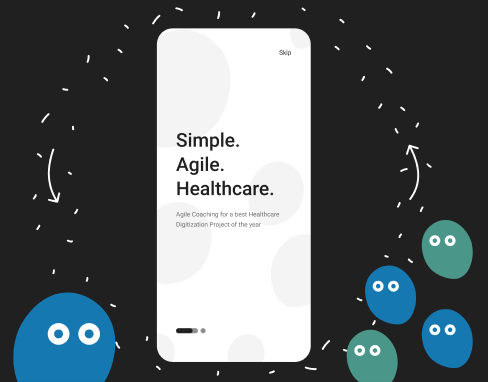 Skip
Simple.
Agile.
Healthcare.
Agile Coaching for a best Healthcare
Digitization Project of the year